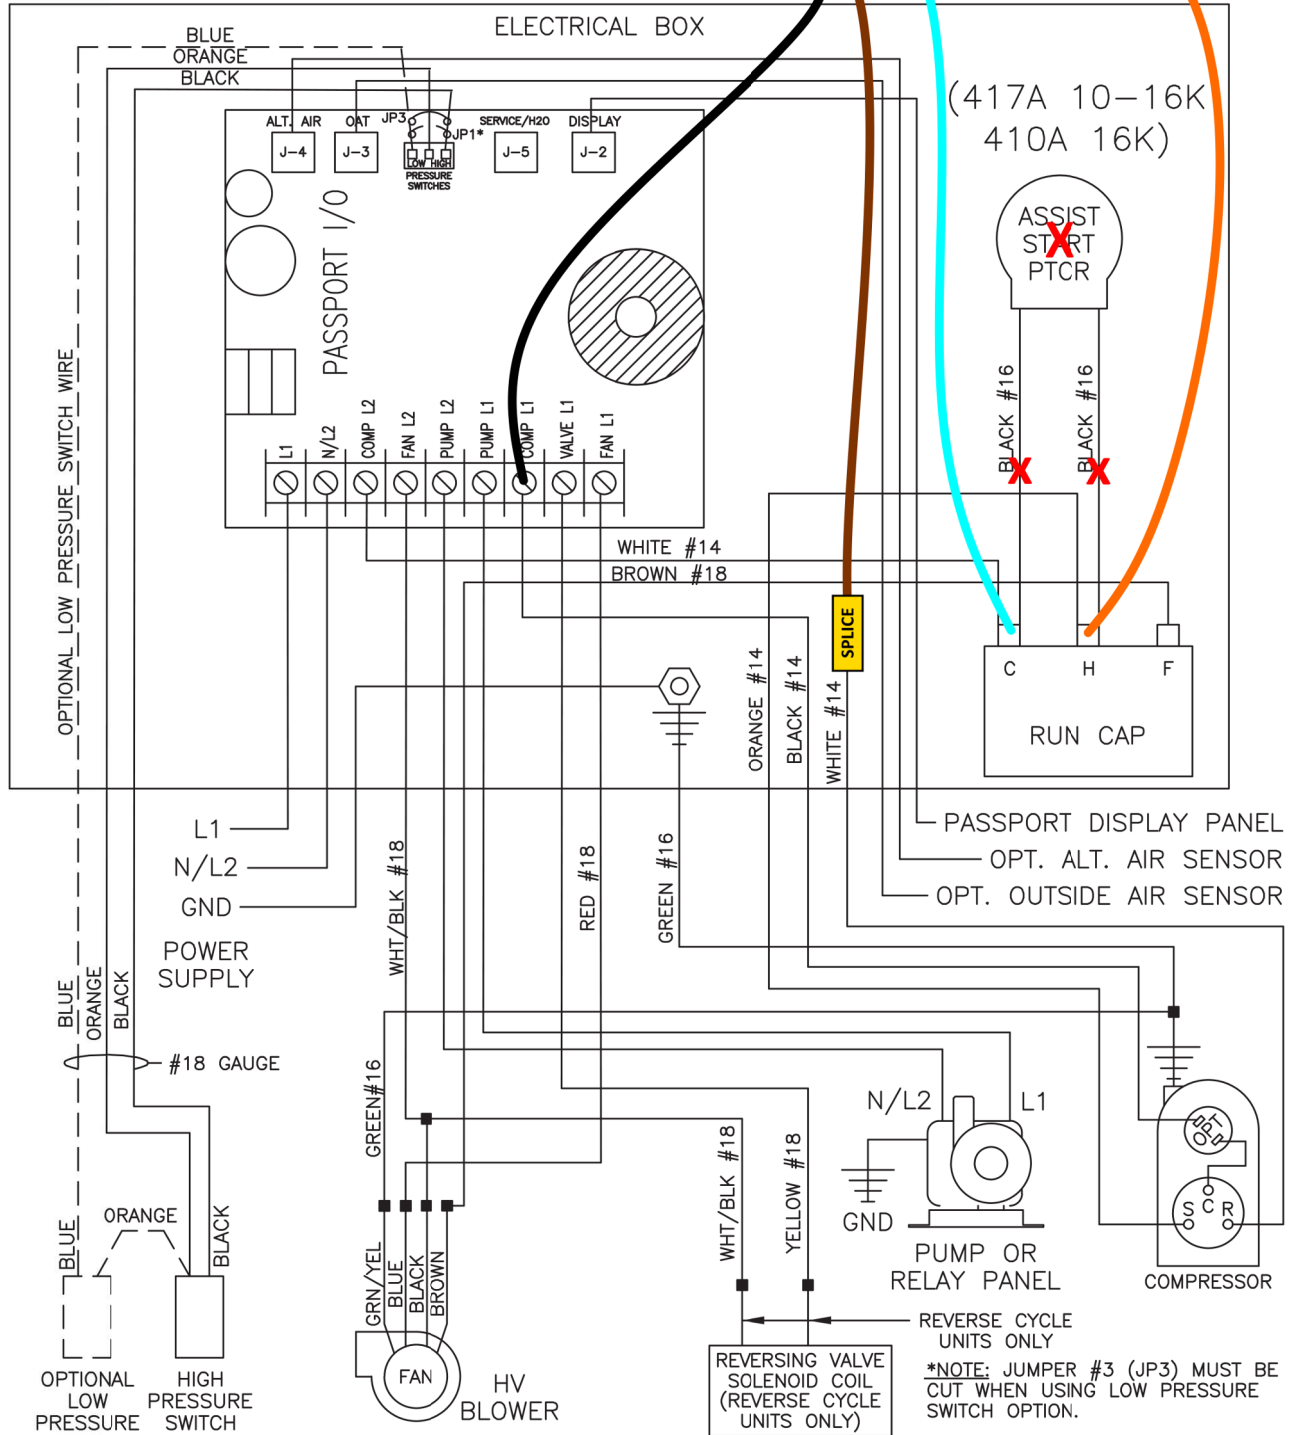 ELECTRICAL BOX
BLUE
ORANGE
BLACK
(417A 10-16K
410A 16K)
ALT. AIR
OAT
JP3
JP1*
SERVICE/H2O
DISPLAY
J-4
J-3
LOW HIGH
PRESSURE
SWITCHES
J-5
J-2
PASSPORT I/O
ASSIST
START
PTCR
X
BLACK #16
BLACK #16
X
X
OPTIONAL LOW PRESSURE SWITCH WIRE
L1
N/L2
COMP L2
FAN L2
PUMP L2
PUMP L1
COMP L1
VALVE L1
FAN L1
WHITE #14
BROWN #18
SPLICE
ORANGE #14
BLACK #14
WHITE #14
C
H
F
RUN CAP
L1
N/L2
GND
POWER
SUPPLY
WHT/BLK #18
RED #18
GREEN #16
PASSPORT DISPLAY PANEL
OPT. ALT. AIR SENSOR
OPT. OUTSIDE AIR SENSOR
BLUE
ORANGE
BLACK
#18 GAUGE
GREEN#16
N/L2
L1
GND
PUMP OR
RELAY PANEL
WHT/BLK #18
YELLOW #18
OPT
S
C
R
COMPRESSOR
BLUE
ORANGE
BLACK
OPTIONAL
LOW
PRESSURE
HIGH
PRESSURE
SWITCH
GRN/YEL
BLUE
BLACK
BROWN
FAN
HV
BLOWER
REVERSE CYCLE
UNITS ONLY
REVERSING VALVE
SOLENOID COIL
(REVERSE CYCLE
UNITS ONLY)
*NOTE: JUMPER #3 (JP3) MUST BE
CUT WHEN USING LOW PRESSURE
SWITCH OPTION.